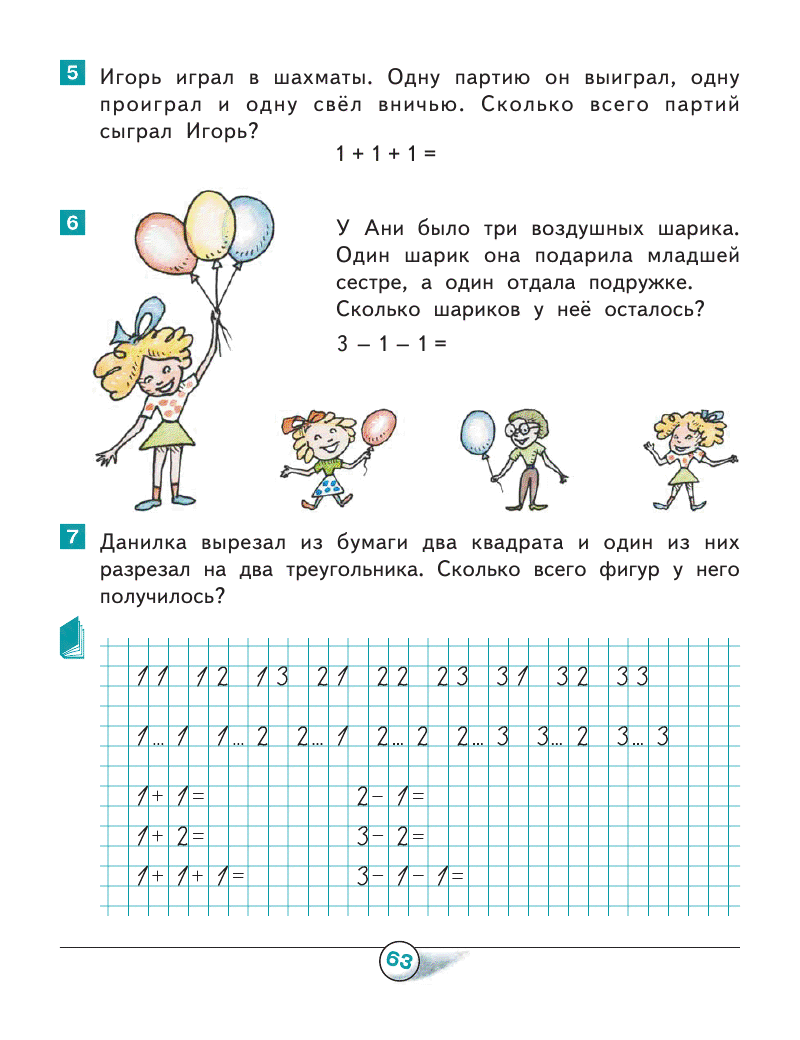 5
Игорь играл в шахматы. Одну партию он выиграл, одну
проиграл и одну свёл вничью. Сколько всего партий
сыграл Игорь?
1 + 1 + 1 =
6
У Ани было три воздушных шарика.
Один шарик она подарила младшей
сестре, а один отдала подружке.
Сколько шариков у неё осталось?
3 – 1 – 1 =
7
Данилка вырезал из бумаги два квадрата и один из них
разрезал на два треугольника. Сколько всего фигур у него
получилось?
11 12 13 21 22 23 31 32 33
1... 1 1... 2 2... 1 2... 2 2... 3 3... 2 3... 3
1 + 1 = 2 – 1 =
1 + 2 = 3 – 2 =
1 + 1 + 1 = 3 – 1 – 1 =
63